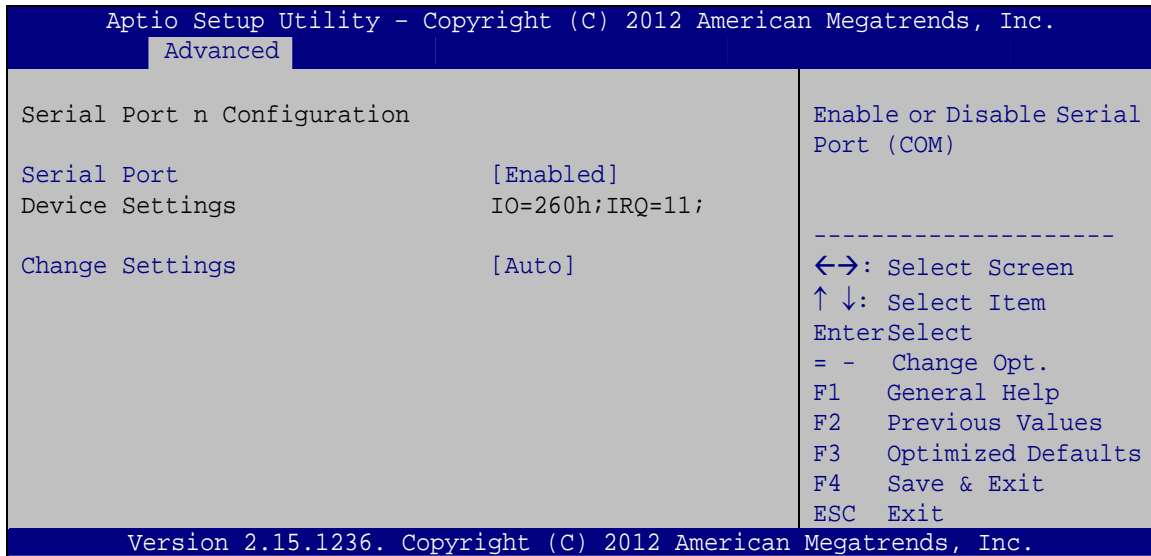 Aptio Setup Utility – Copyright (C) 2012 American Megatrends, Inc.
Advanced
Serial Port n Configuration
Serial Port [Enabled]
Device Settings IO=260h;IRQ=11;
Change Settings [Auto]
Enable or Disable Serial
Port (COM)
---------------------
←→: Select Screen
↑ ↓: Select Item
EnterSelect
= - Change Opt.
F1 General Help
F2 Previous Values
F3 Optimized Defaults
F4 Save & Exit
ESC Exit
Version 2.15.1236. Copyright (C) 2012 American Megatrends, Inc.